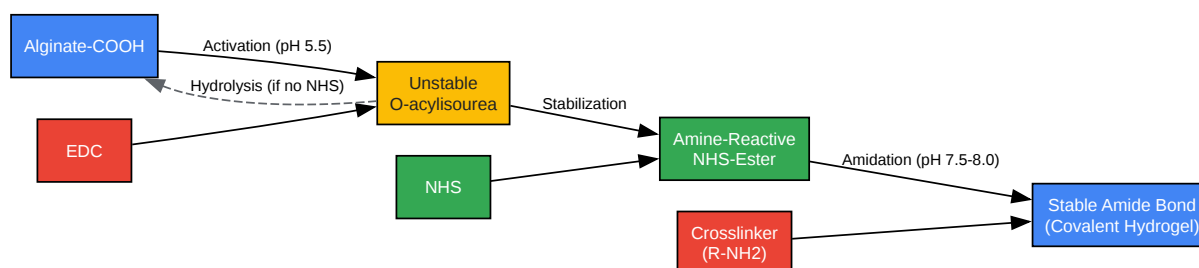 Alginate-COOH
Activation (pH 5.5)
Hydrolysis (if no NHS)
EDC
Unstable
O-acylisourea
Stabilization
NHS
Amine-Reactive
NHS-Ester
Amidation (pH 7.5-8.0)
Crosslinker
(R-NH2)
Stable Amide Bond
(Covalent Hydrogel)